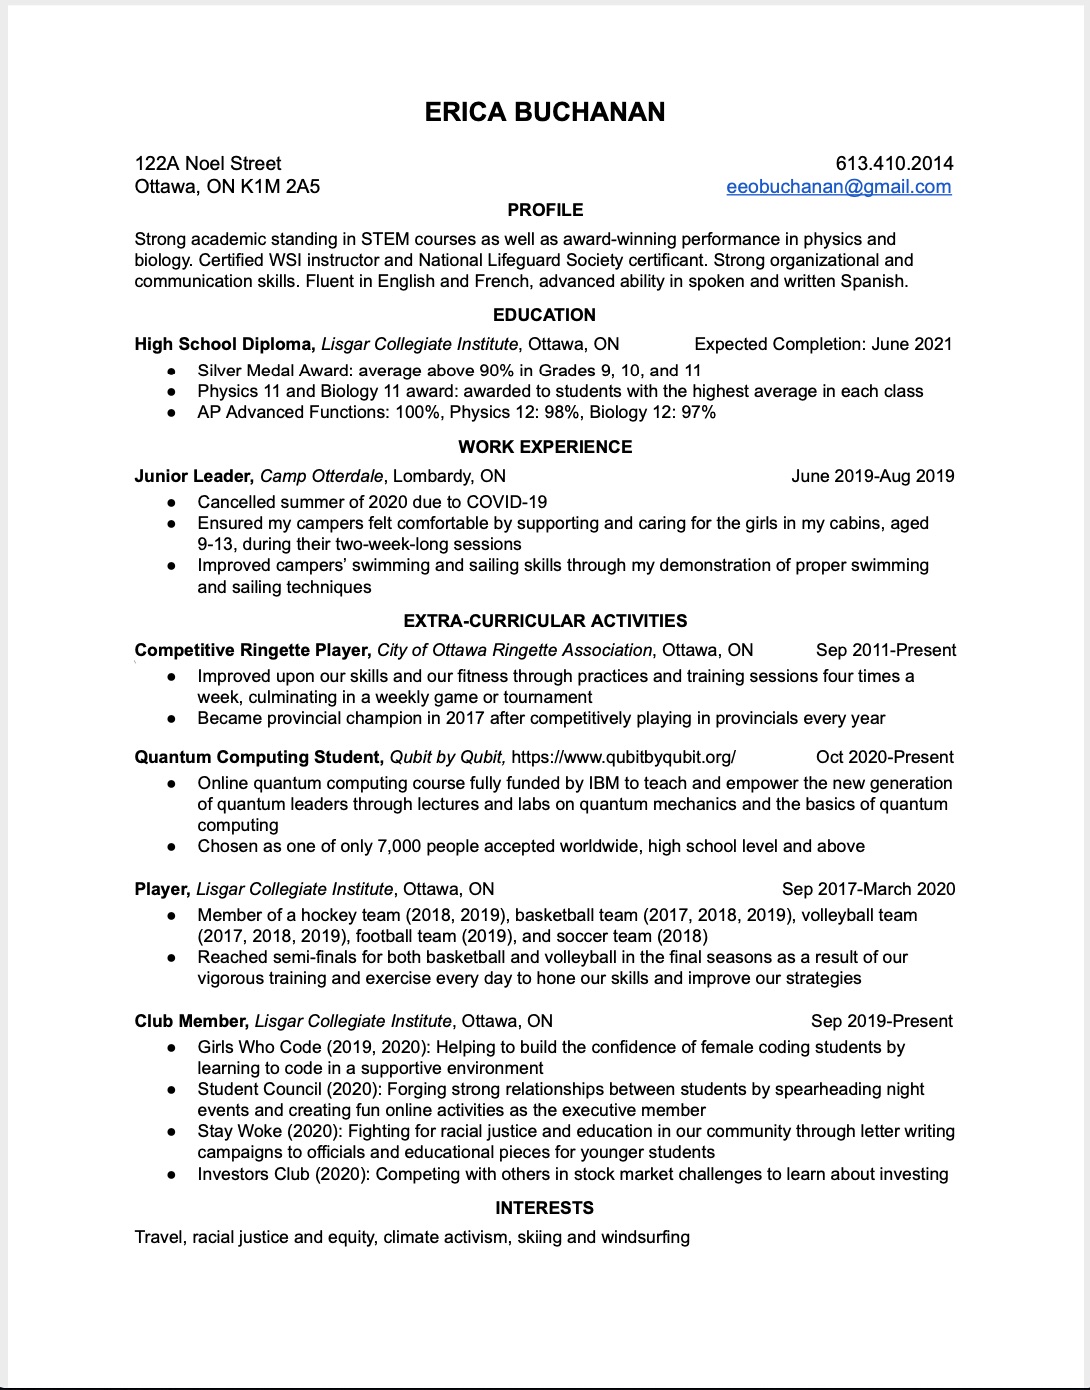 ERICA BUCHANAN
122A Noel Street 613.410.2014
Ottawa, ON K1M 2A5 eeobuchanan@gmail.com
PROFILE
Strong academic standing in STEM courses as well as award-winning performance in physics and
biology. Certified WSI instructor and National Lifeguard Society certificant. Strong organizational and
communication skills. Fluent in English and French, advanced ability in spoken and written Spanish.
EDUCATION
High School Diploma, Lisgar Collegiate Institute, Ottawa, ON Expected Completion: June 2021
● Silver Medal Award: average above 90% in Grades 9, 10, and 11
● Physics 11 and Biology 11 award: awarded to students with the highest average in each class
● AP Advanced Functions: 100%, Physics 12: 98%, Biology 12: 97%
WORK EXPERIENCE
Junior Leader, Camp Otterdale, Lombardy, ON June 2019-Aug 2019
● Cancelled summer of 2020 due to COVID-19
● Ensured my campers felt comfortable by supporting and caring for the girls in my cabins, aged
9-13, during their two-week-long sessions
● Improved campers’ swimming and sailing skills through my demonstration of proper swimming
and sailing techniques
EXTRA-CURRICULAR ACTIVITIES
Competitive Ringette Player, City of Ottawa Ringette Association, Ottawa, ON Sep 2011-Present
● Improved upon our skills and our fitness through practices and training sessions four times a
week, culminating in a weekly game or tournament
● Became provincial champion in 2017 after competitively playing in provincials every year
Quantum Computing Student, Qubit by Qubit, https://www.qubitbyqubit.org/ Oct 2020-Present
● Online quantum computing course fully funded by IBM to teach and empower the new generation
of quantum leaders through lectures and labs on quantum mechanics and the basics of quantum
computing
● Chosen as one of only 7,000 people accepted worldwide, high school level and above
Player, Lisgar Collegiate Institute, Ottawa, ON Sep 2017-March 2020
● Member of a hockey team (2018, 2019), basketball team (2017, 2018, 2019), volleyball team
(2017, 2018, 2019), football team (2019), and soccer team (2018)
● Reached semi-finals for both basketball and volleyball in the final seasons as a result of our
vigorous training and exercise every day to hone our skills and improve our strategies
Club Member, Lisgar Collegiate Institute, Ottawa, ON Sep 2019-Present
● Girls Who Code (2019, 2020): Helping to build the confidence of female coding students by
learning to code in a supportive environment
● Student Council (2020): Forging strong relationships between students by spearheading night
events and creating fun online activities as the executive member
● Stay Woke (2020): Fighting for racial justice and education in our community through letter writing
campaigns to officials and educational pieces for younger students
● Investors Club (2020): Competing with others in stock market challenges to learn about investing
INTERESTS
Travel, racial justice and equity, climate activism, skiing and windsurfing